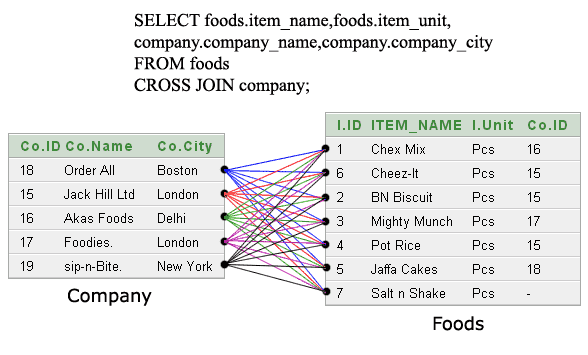 SELECT foods.item_name,foods.item_unit,
company.company_name,company.company_city
FROM foods
CROSS JOIN company;
Co.ID Co.Name Co.City
18 Order All Boston
15 Jack Hill Ltd London
16 Akas Foods Delhi
17 Foodies. London
19 sip-n-Bite. New York
Company
I.ID ITEM_NAME I.Unit Co.ID
1 Chex Mix Pcs 16
6 Cheez-It Pcs 15
2 BN Biscuit Pcs 15
3 Mighty Munch Pcs 17
4 Pot Rice Pcs 15
5 Jaffa Cakes Pcs 18
7 Salt n Shake Pcs -
Foods